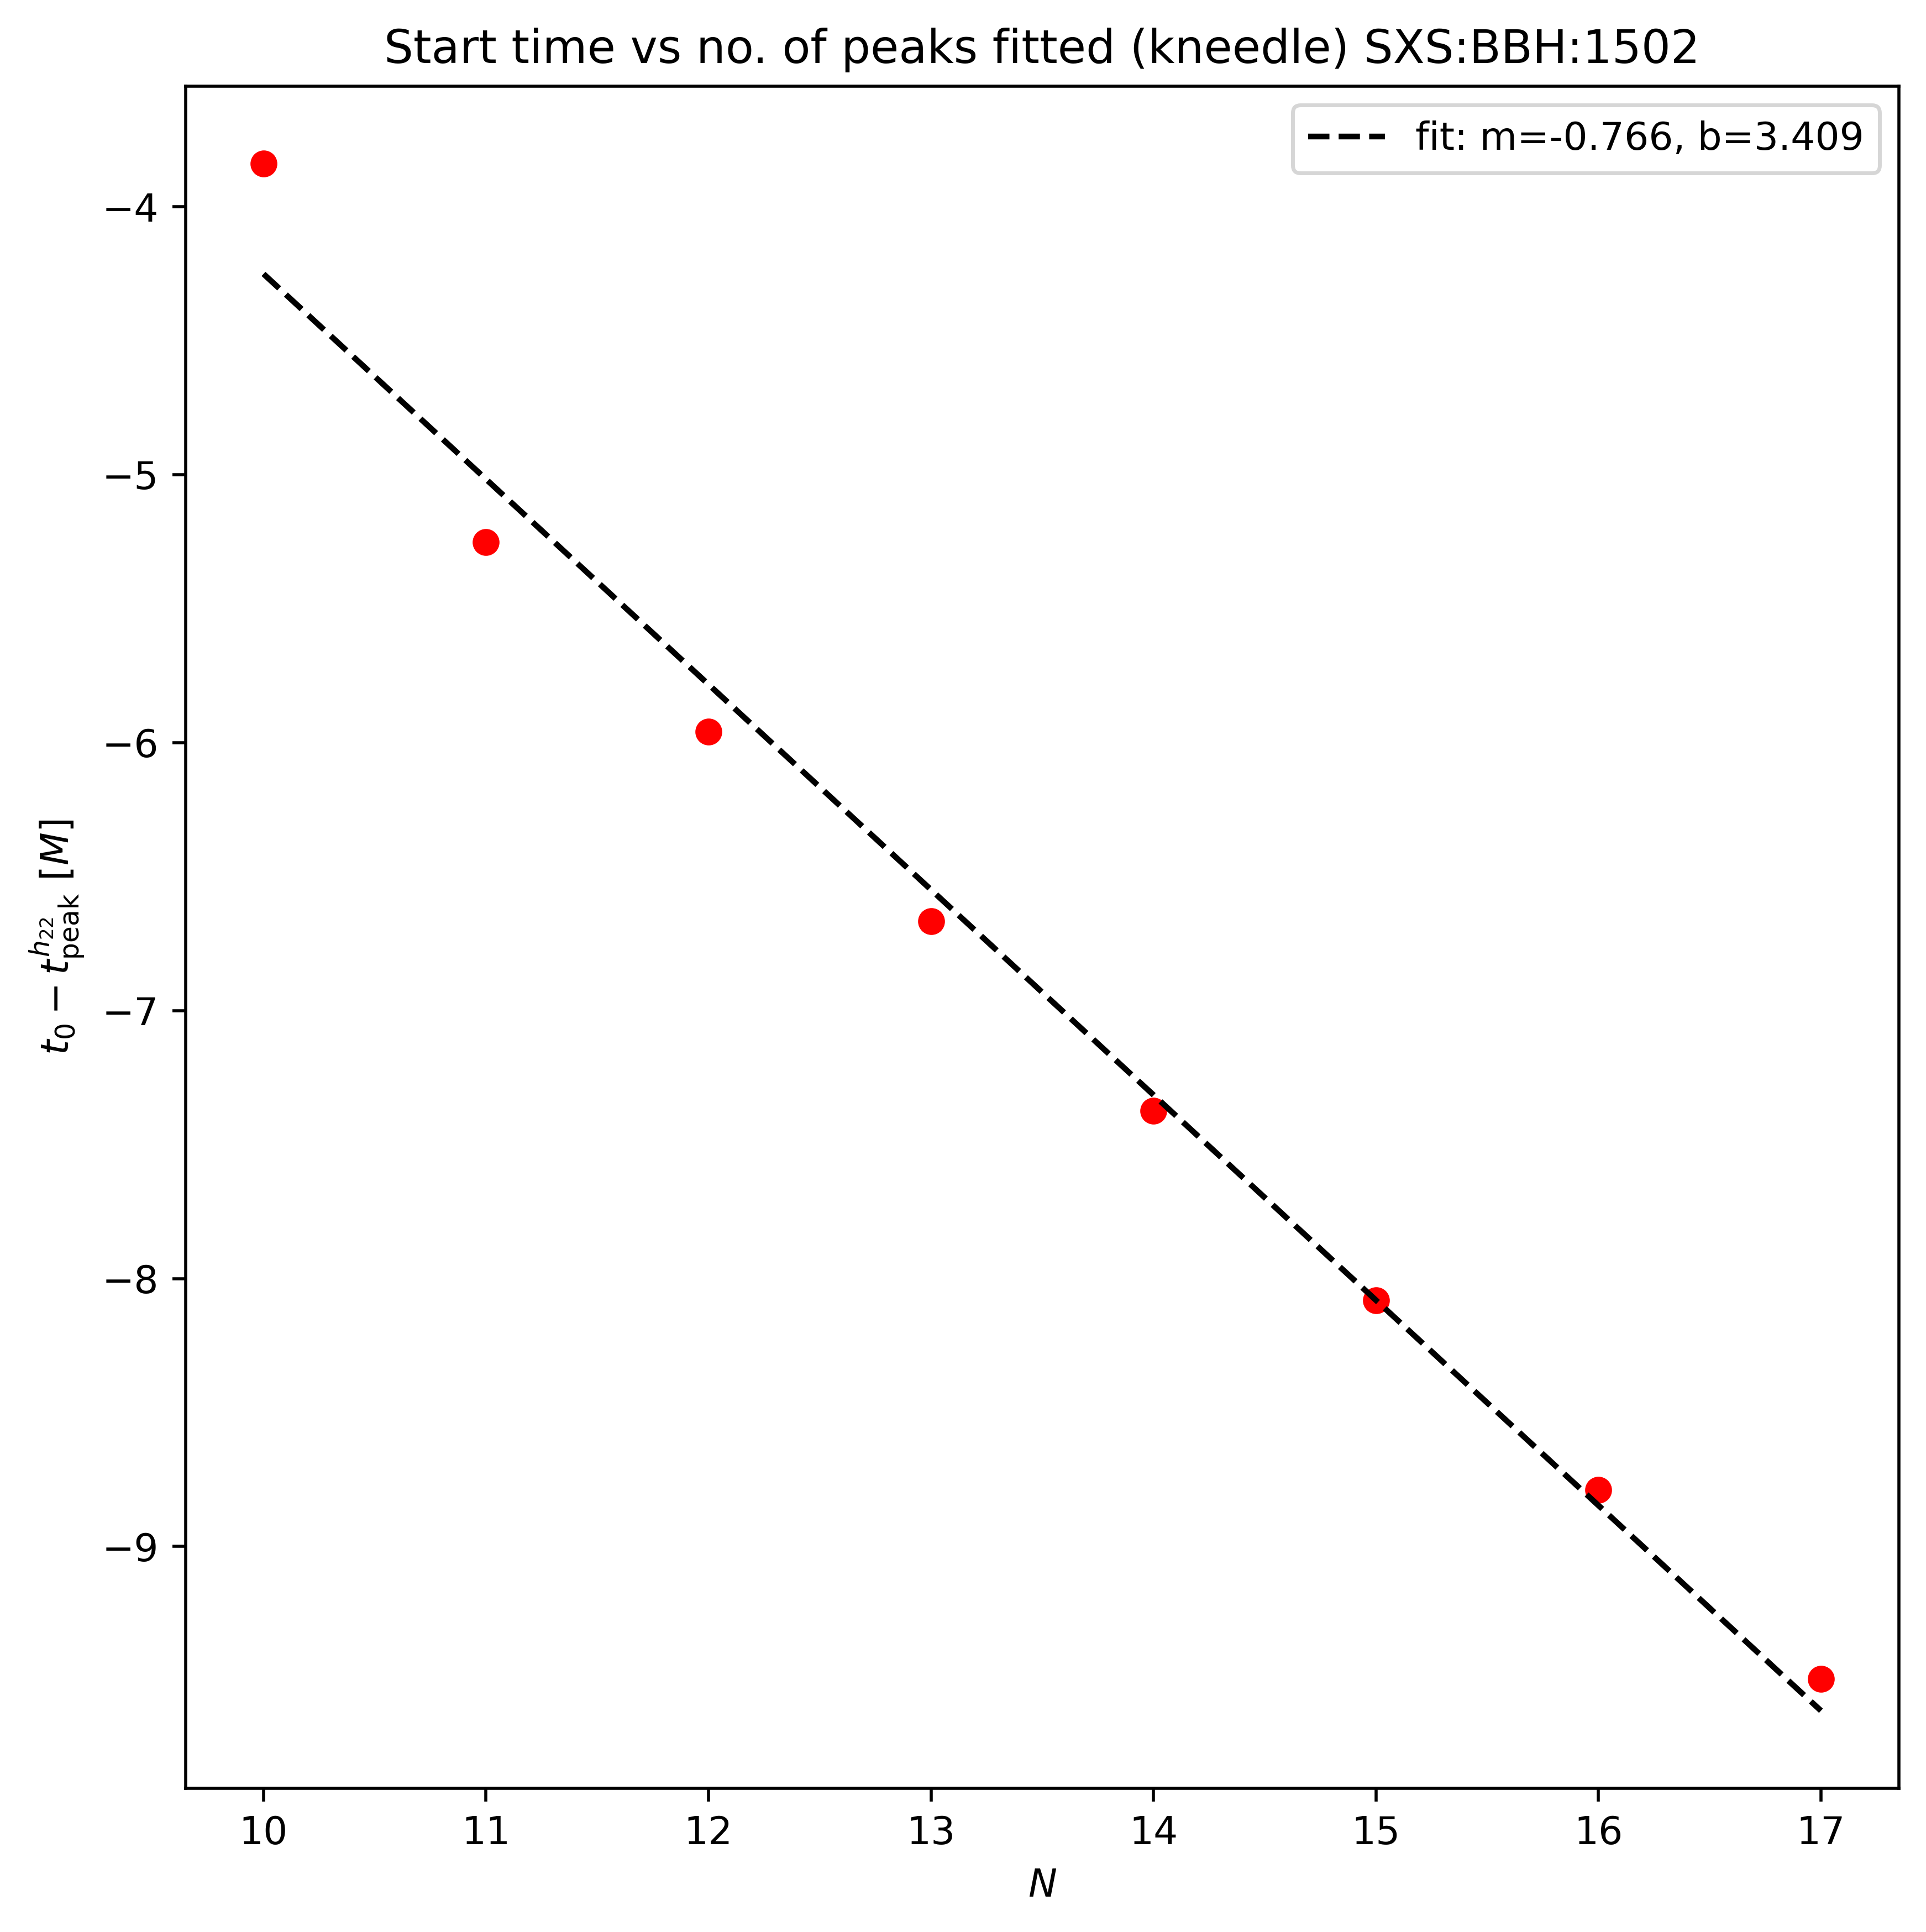 Start time vs no. of peaks fitted (kneedle) SXS:BBH:1502
fit: m=-0.766, b=3.409
−4
−5
−6
−7
−8
−9
t₀ − t_peak^h₂₂ [M]
10 11 12 13 14 15 16 17
N